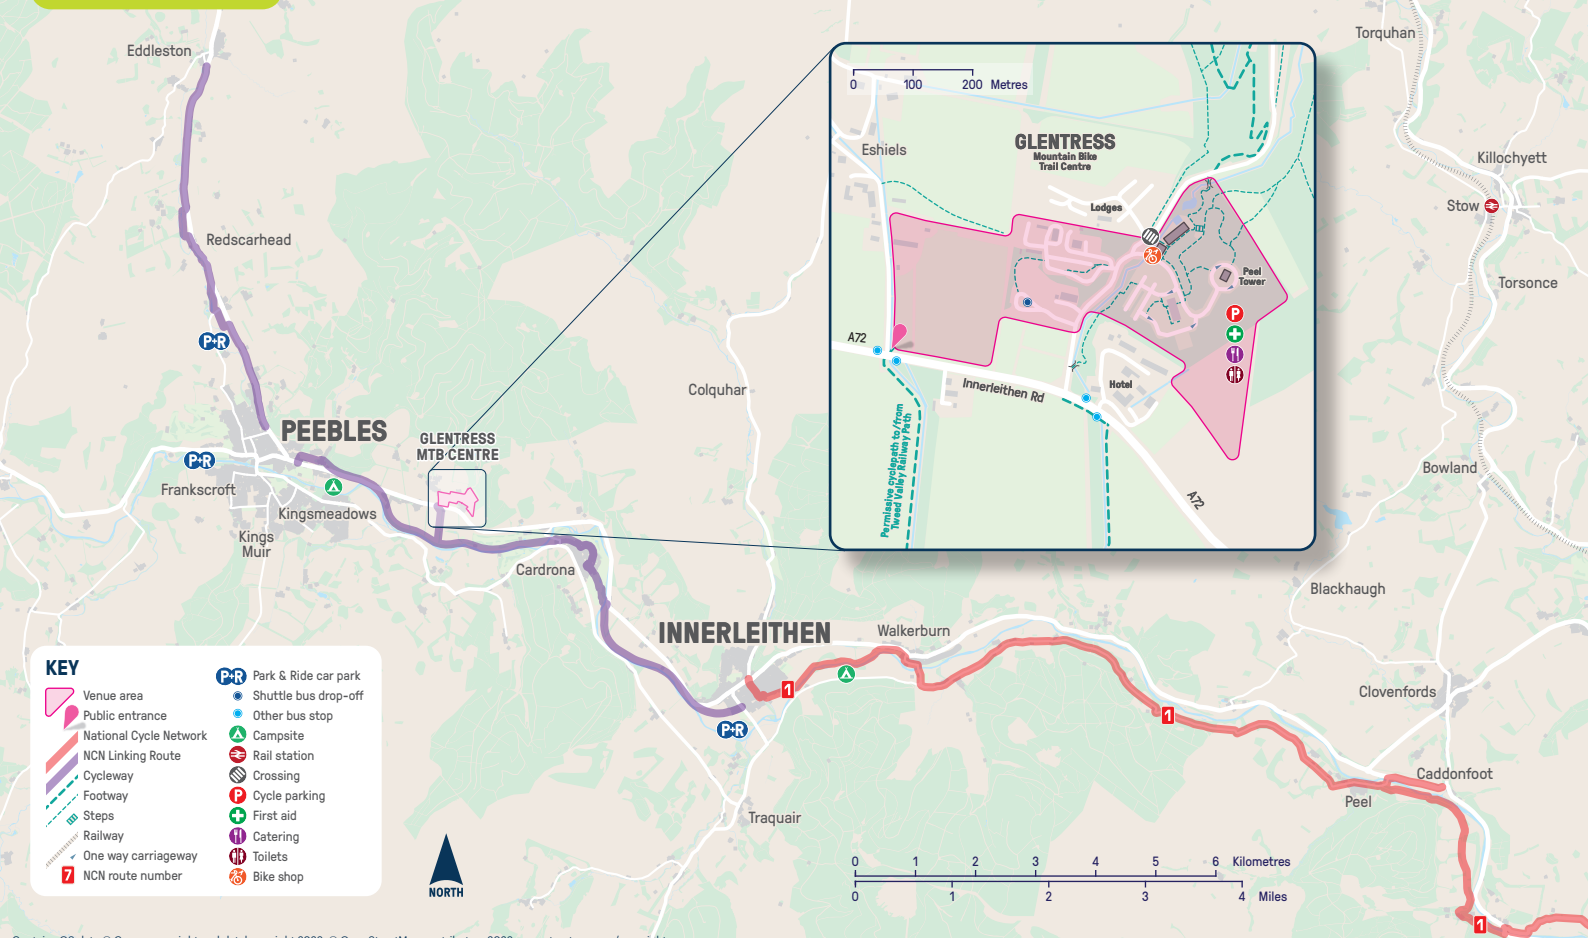 Eddleston
Redscarhead
P+R
PEEBLES
GLENTRESS
MTB CENTRE
P+R
Frankscroft
Kingsmeadows
Kings
Muir
Cardrona
Colquhar
INNERLEITHEN
Walkerburn
1
P+R
Traquair
1
Torquhan
Killochyett
Stow
Torsonce
Bowland
Blackhaugh
Clovenfords
Caddonfoot
Peel
1
0 100 200 Metres
Eshiels
GLENTRESS
Mountain Bike
Trail Centre
Lodges
Peel
Tower
P
A72
Innerleithen Rd
Hotel
A72
Permissive cyclepath to/from
Tweed Valley Railway Path
KEY
Venue area
Public entrance
National Cycle Network
NCN Linking Route
Cycleway
Footway
Steps
Railway
One way carriageway
7 NCN route number
P+R Park & Ride car park
Shuttle bus drop-off
Other bus stop
Campsite
Rail station
Crossing
P Cycle parking
First aid
Catering
Toilets
Bike shop
NORTH
0 1 2 3 4 5 6 Kilometres
0 1 2 3 4 Miles